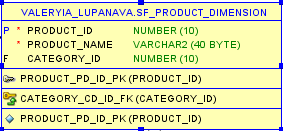 VALERYIA_LUPANAVA.SF_PRODUCT_DIMENSION
P * PRODUCT_ID NUMBER (10)
* PRODUCT_NAME VARCHAR2 (40 BYTE)
F CATEGORY_ID NUMBER (10)
PRODUCT_PD_ID_PK (PRODUCT_ID)
CATEGORY_CD_ID_FK (CATEGORY_ID)
PRODUCT_PD_ID_PK (PRODUCT_ID)